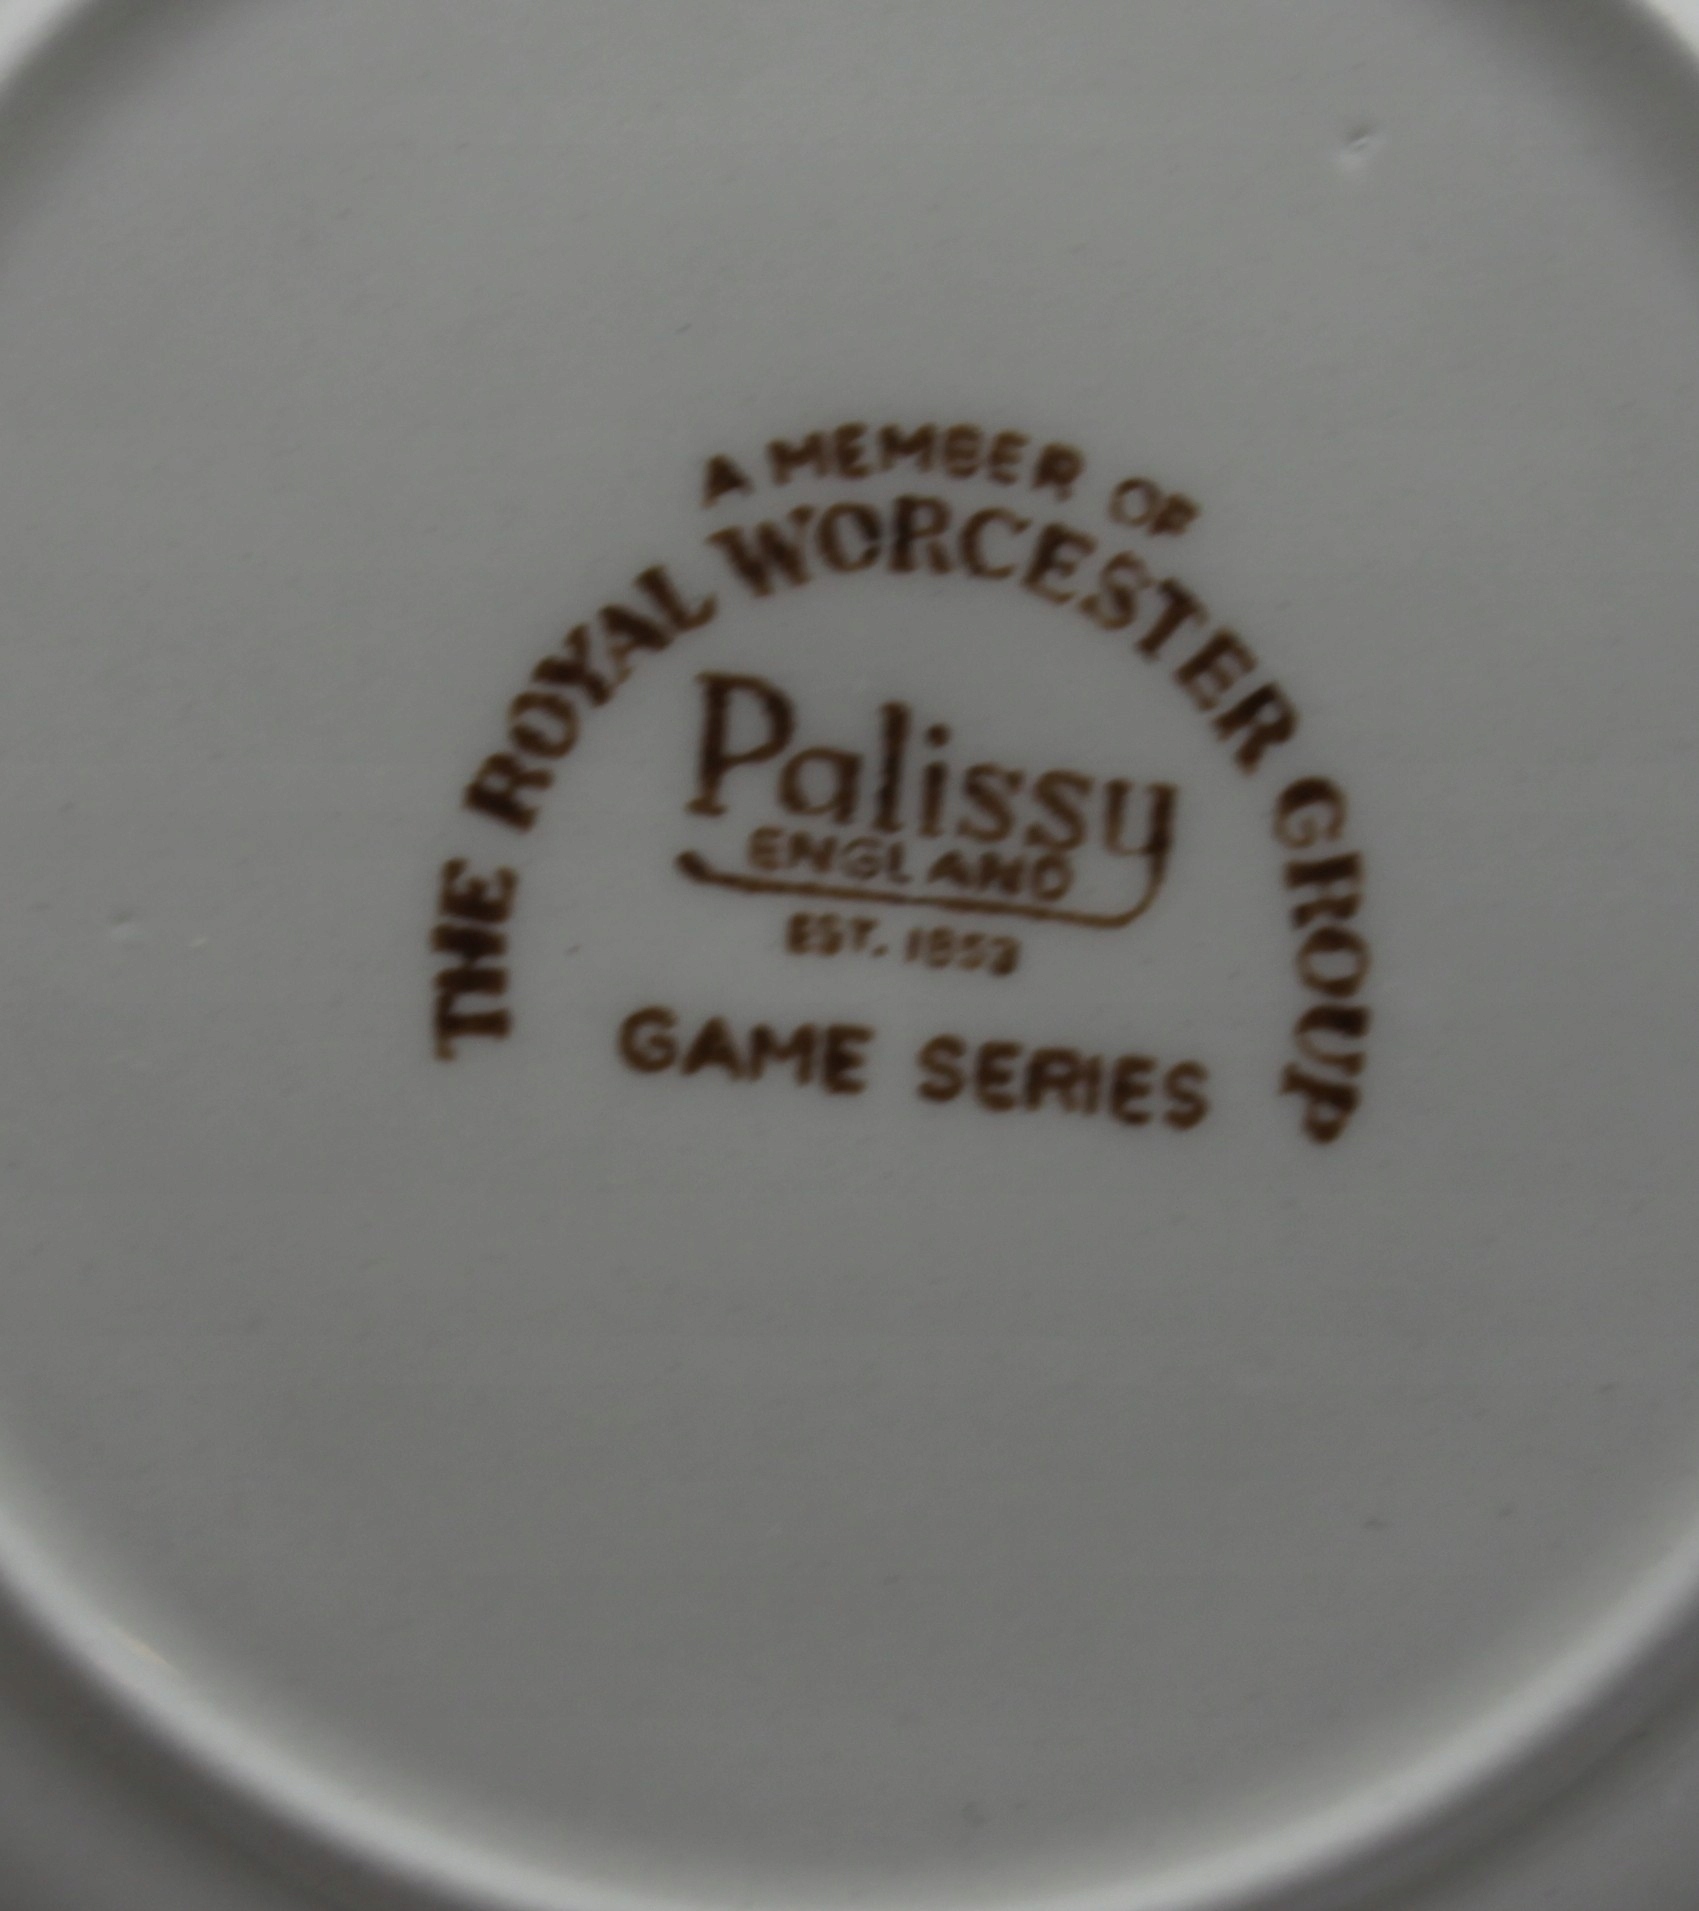 A MEMBER OF
THE ROYAL WORCESTER GROUP
Palissy
ENGLAND
EST. 1853
GAME SERIES